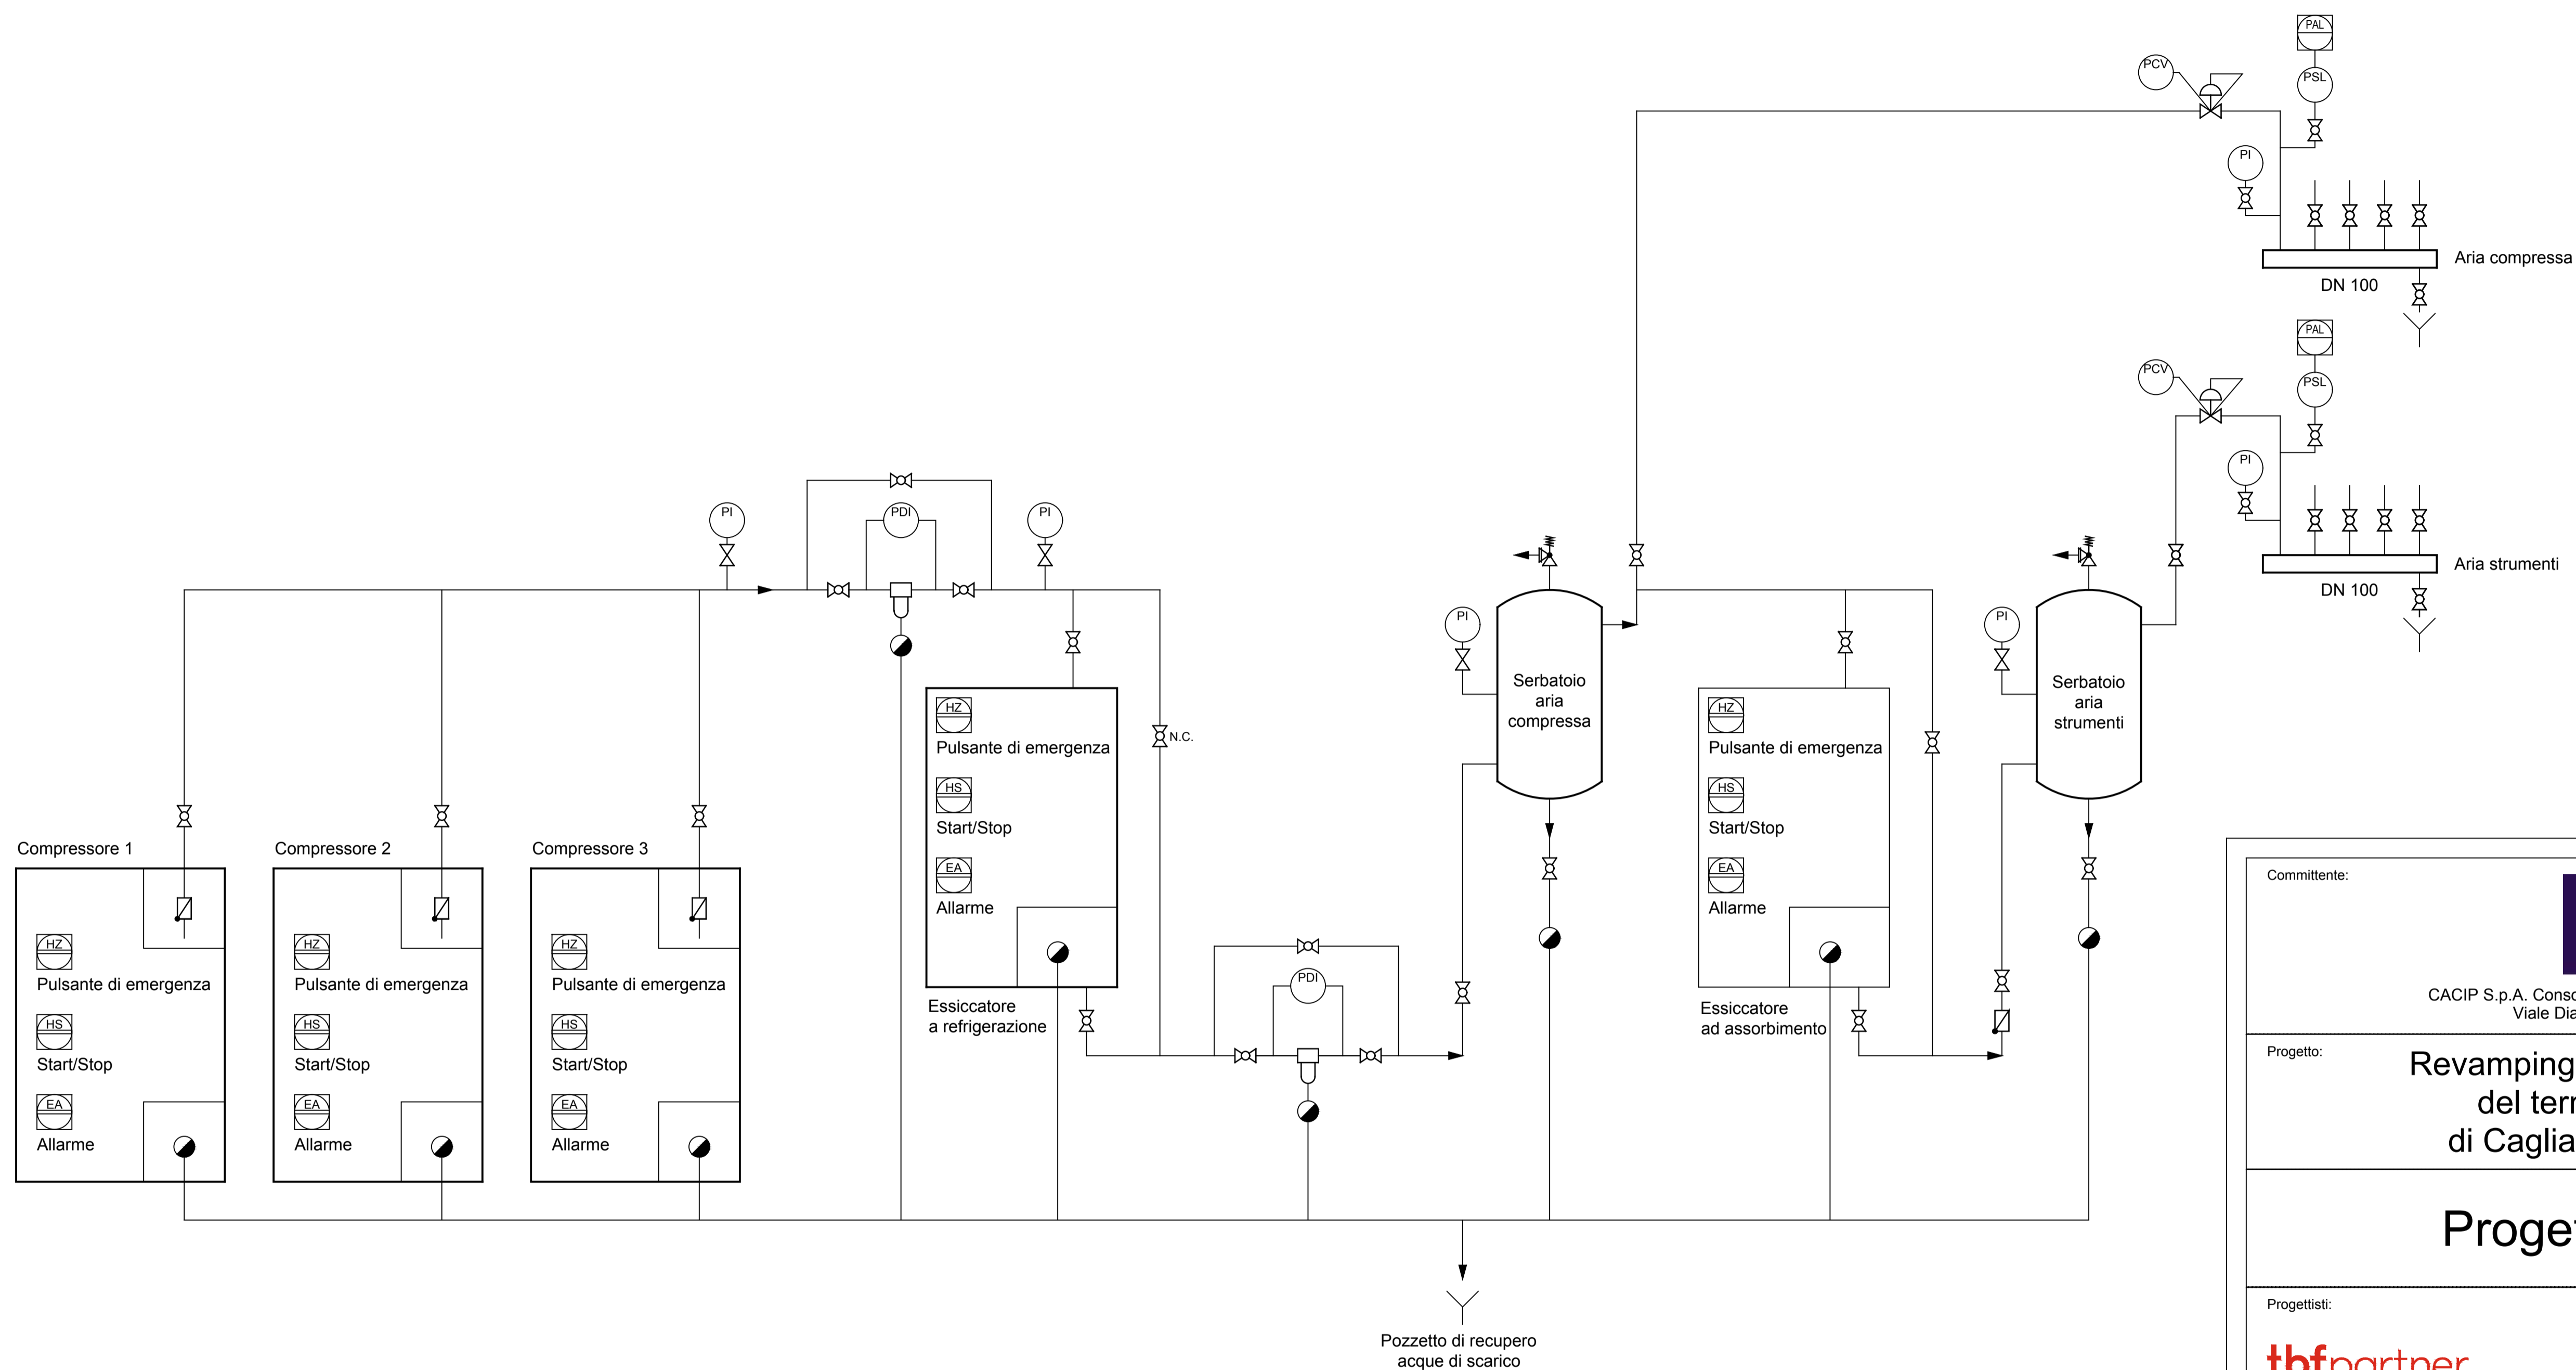 PAL
PCV
PSL
PI
Aria compressa
DN 100
PAL
PCV
PSL
PI
Aria strumenti
DN 100
PI
PDI
PI
PI
Serbatoio
aria
compressa
PI
Serbatoio
aria
strumenti
HZ
Pulsante di emergenza
HS
Start/Stop
EA
Allarme
Essiccatore
a refrigerazione
N.C.
HZ
Pulsante di emergenza
HS
Start/Stop
EA
Allarme
Essiccatore
ad assorbimento
PDI
Compressore 1
HZ
Pulsante di emergenza
HS
Start/Stop
EA
Allarme
Compressore 2
HZ
Pulsante di emergenza
HS
Start/Stop
EA
Allarme
Compressore 3
HZ
Pulsante di emergenza
HS
Start/Stop
EA
Allarme
Pozzetto di recupero
acque di scarico
Committente:
CACIP S.p.A.
Viale
Progetto:
Revamping
del
di
Progettisti:
tbfpartner